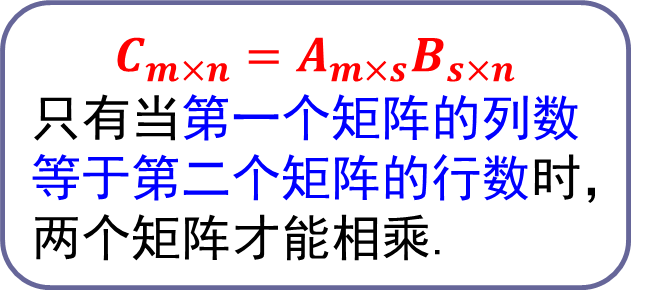 C_{m×n} = A_{m×s}B_{s×n}
只有当第一个矩阵的列数
等于第二个矩阵的行数时，
两个矩阵才能相乘.